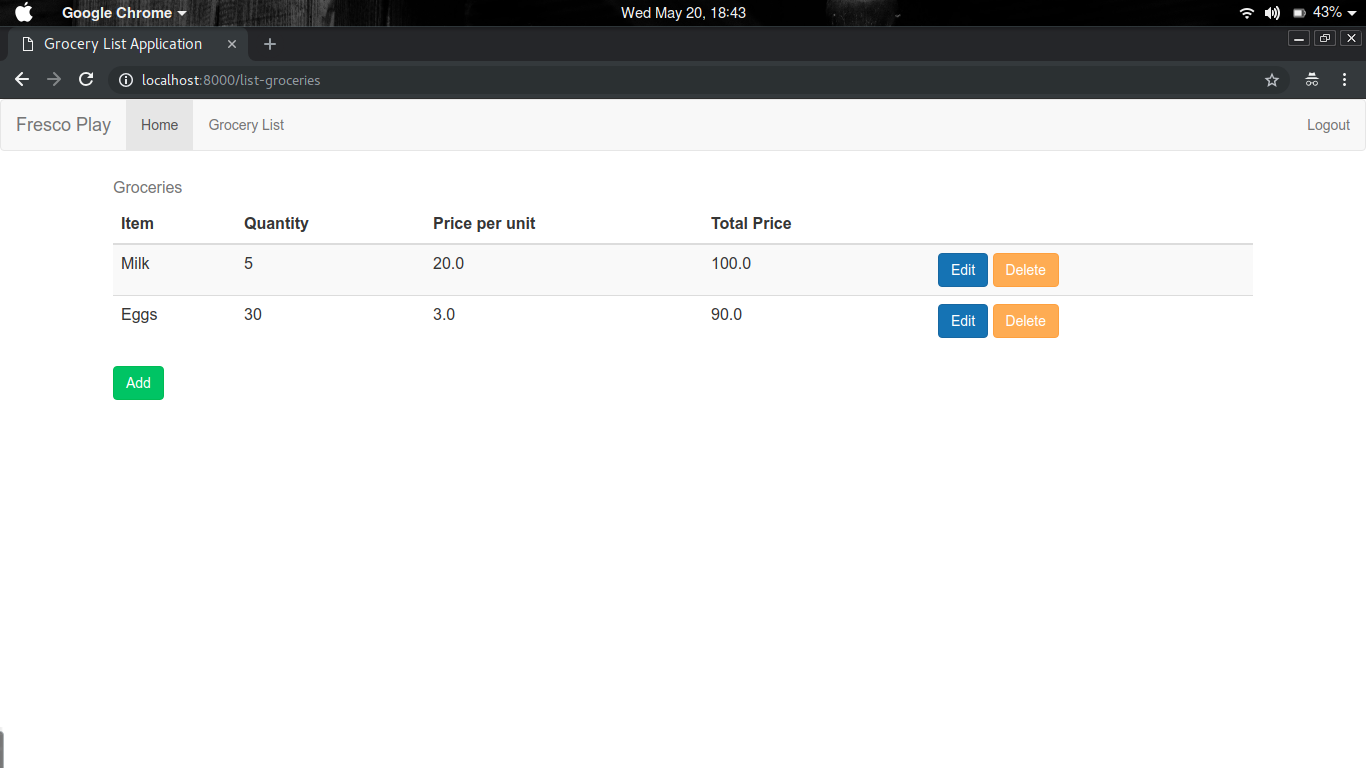 Google Chrome Wed May 20, 18:43 43%
Grocery List Application
localhost:8000/list-groceries
Fresco Play Home Grocery List Logout
Groceries
Item Quantity Price per unit Total Price
Milk 5 20.0 100.0 Edit Delete
Eggs 30 3.0 90.0 Edit Delete
Add